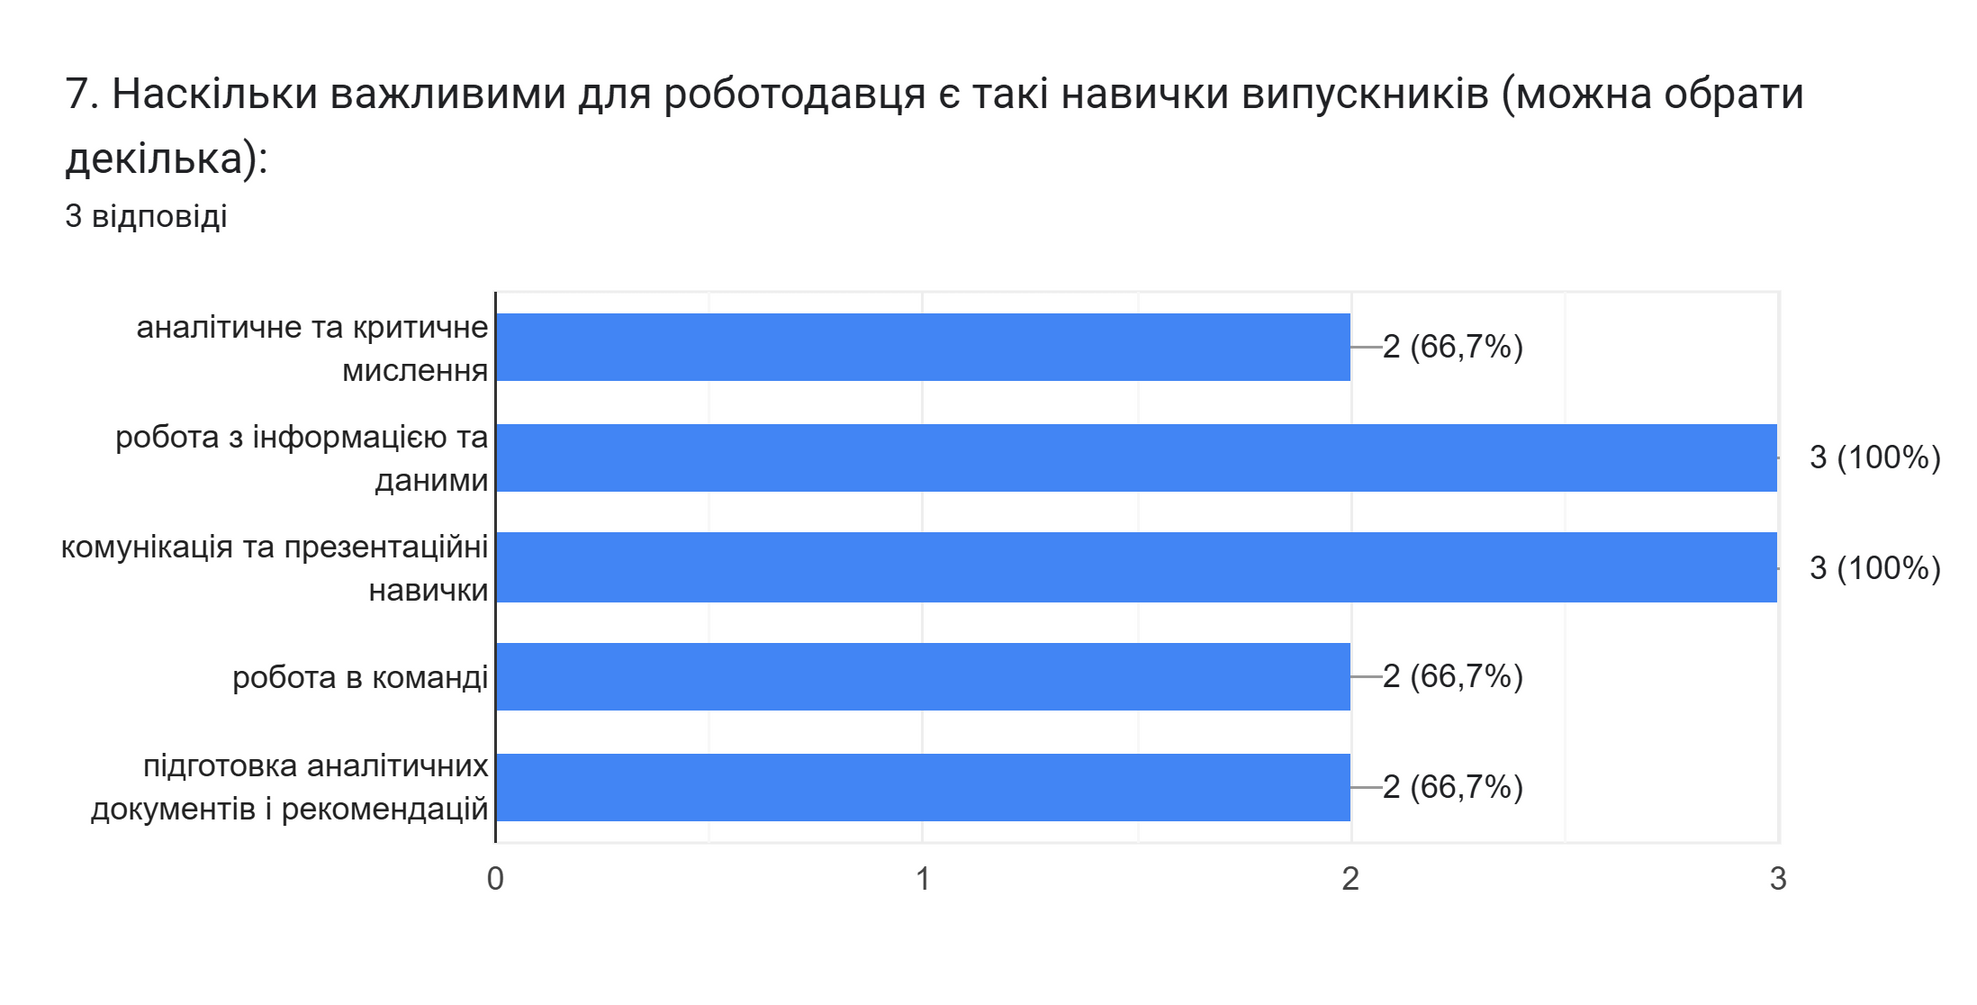 7. Наскільки важливими для роботодавця є такі навички випускників (можна обрати
декілька):
3 відповіді
аналітичне та критичне
мислення
2 (66,7%)
робота з інформацією та
даними
3 (100%)
комунікація та презентаційні
навички
3 (100%)
робота в команді
2 (66,7%)
підготовка аналітичних
документів і рекомендацій
2 (66,7%)
0 1 2 3